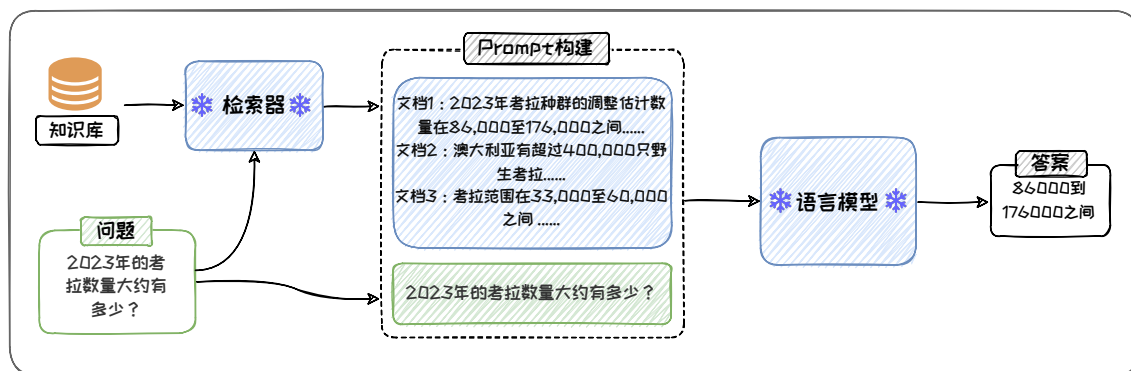 知识库
检索器
问题
2023年的考
拉数量大约有
多少？
Prompt构建
文档1：2023年考拉种群的调整估计数
量在86,000至176,000之间……
文档2：澳大利亚有超过400,000只野
生考拉……
文档3：考拉范围在33,000至60,000
之间 ……
2023年的考拉数量大约有多少？
语言模型
答案
86000到
176000之间